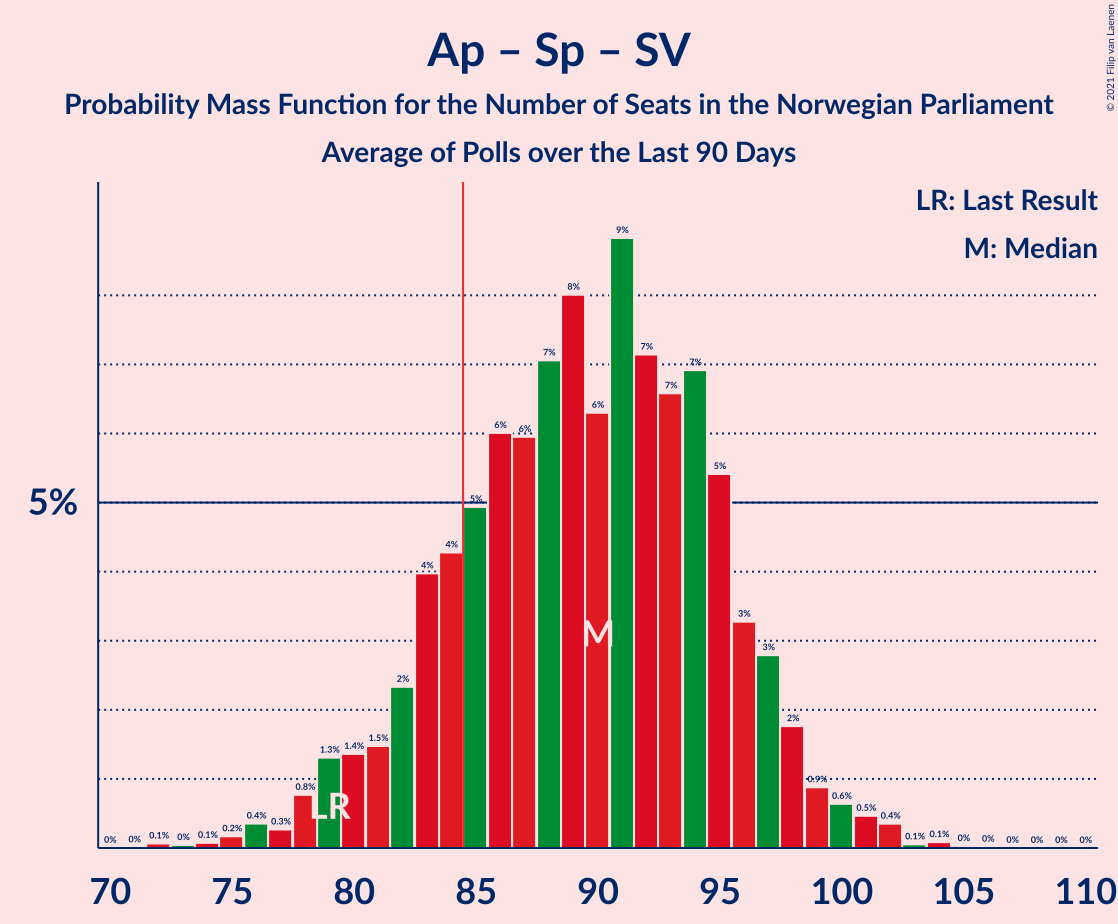 Ap – Sp – SV
Probability Mass Function for the Number of Seats in the Norwegian Parliament
Average of Polls over the Last 90 Days
© 2021 Filip van Laenen
LR: Last Result
M: Median
5%
0% 0% 0.1% 0% 0.1% 0.2% 0.4% 0.3% 0.8% 1.3% 1.4% 1.5% 2% 4% 4% 5% 6% 6% 7% 8% 6% 9% 7% 7% 7% 5% 3% 3% 2% 0.9% 0.6% 0.5% 0.4% 0.1% 0.1% 0% 0% 0% 0% 0% 0%
M
LR
70 75 80 85 90 95 100 105 110